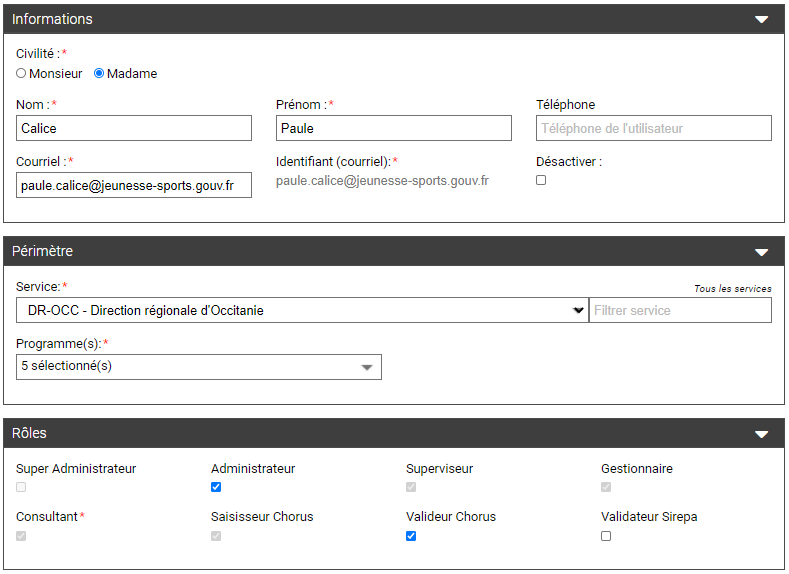 Informations
Civilité : *
Monsieur Madame
Nom : * Prénom : * Téléphone
Calice Paule Téléphone de l'utilisateur
Courriel : * Identifiant (courriel): * Désactiver :
paule.calice@jeunesse-sports.gouv.fr paule.calice@jeunesse-sports.gouv.fr
Périmètre
Service: * Tous les services
DR-OCC - Direction régionale d'Occitanie Filtrer service
Programme(s): *
5 sélectionné(s)
Rôles
Super Administrateur Administrateur Superviseur Gestionnaire
Consultant * Saisisseur Chorus Valideur Chorus Validateur Sirepa